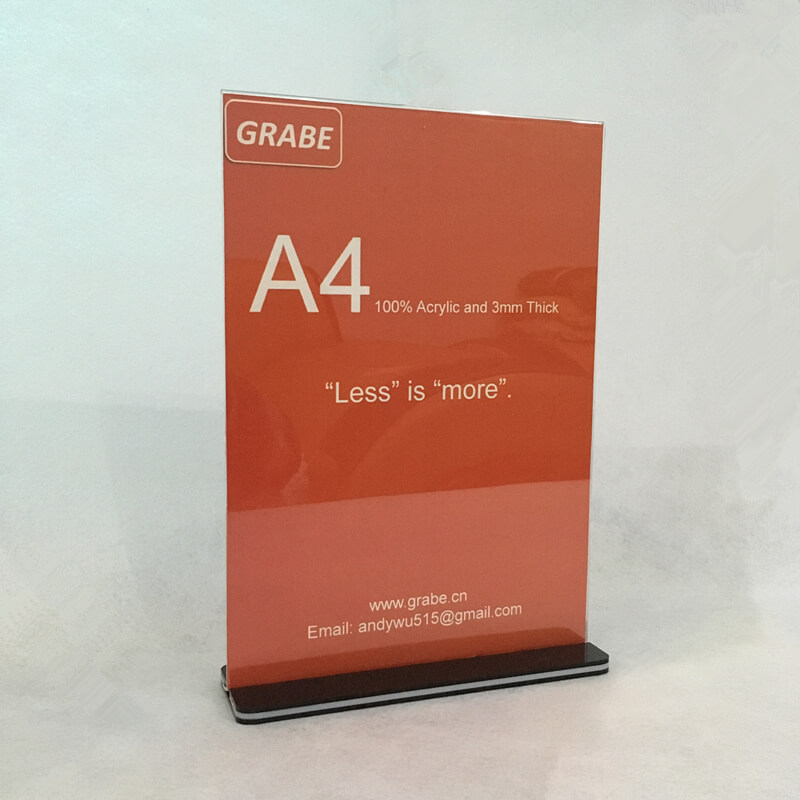 GRABE
A4 100% Acrylic and 3mm Thick
“Less” is “more”.
www.grabe.cn
Email: andywu515@gmail.com